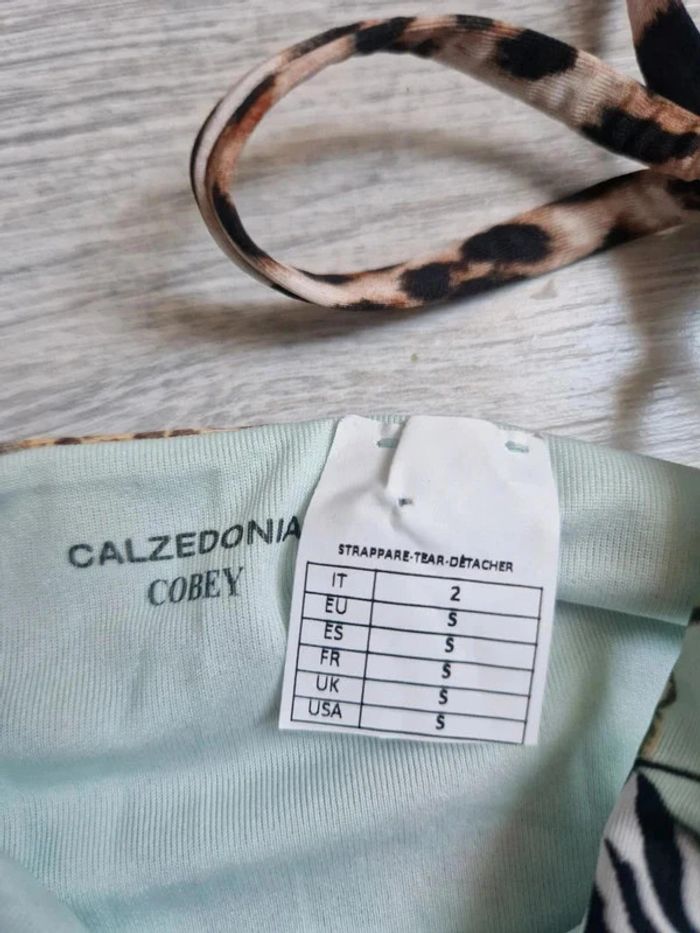 CALZEDONIA
COBEY
STRAPPARE-TEAR-DÉTACHER
IT 2
EU S
ES S
FR S
UK S
USA S